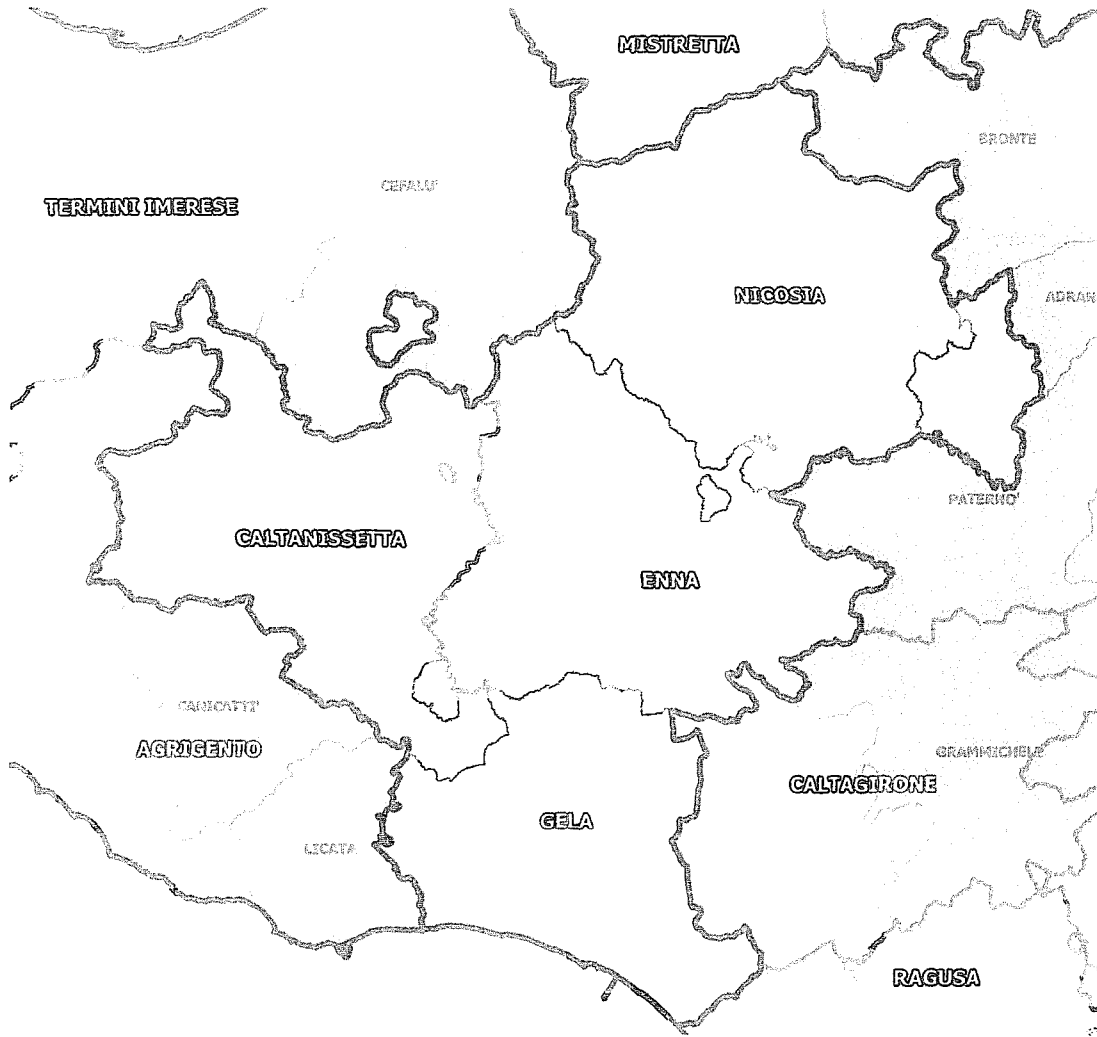 MISTRETTA
BRONTE
CEFALU'
TERMINI IMERESE
NICOSIA
ADRAN
PATERNO'
CALTANISSETTA
ENNA
CANICATTI'
AGRIGENTO
GRAMMICHELE
CALTAGIRONE
GELA
LICATA
RAGUSA